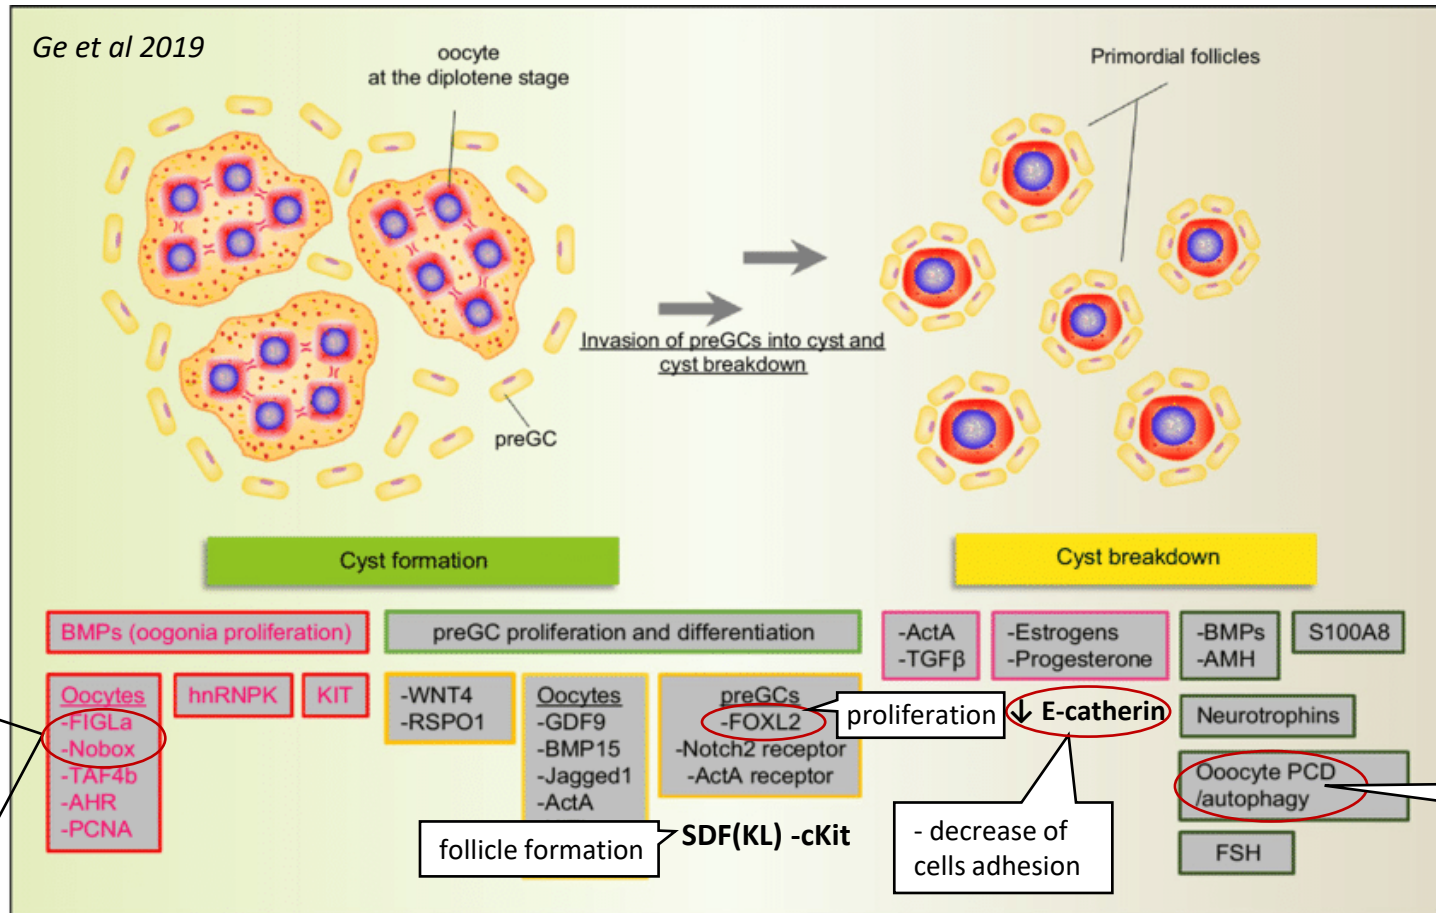 Ge et al 2019
oocyte
at the diplotene stage
Primordial follicles
Invasion of preGCs into cyst and
cyst breakdown
preGC
Cyst formation
Cyst breakdown
BMPs (oogonia proliferation)
preGC proliferation and differentiation
-ActA
-TGFβ
-Estrogens
-Progesterone
-BMPs
-AMH
S100A8
Oocytes
-FIGLa
-Nobox
-TAF4b
-AHR
-PCNA
hnRNPK
KIT
-WNT4
-RSPO1
Oocytes
-GDF9
-BMP15
-Jagged1
-ActA
preGCs
-FOXL2
-Notch2 receptor
-ActA receptor
proliferation
↓ E-catherin
Neurotrophins
Ooocyte PCD
/autophagy
FSH
follicle formation
SDF(KL) -cKit
- decrease of
cells adhesion